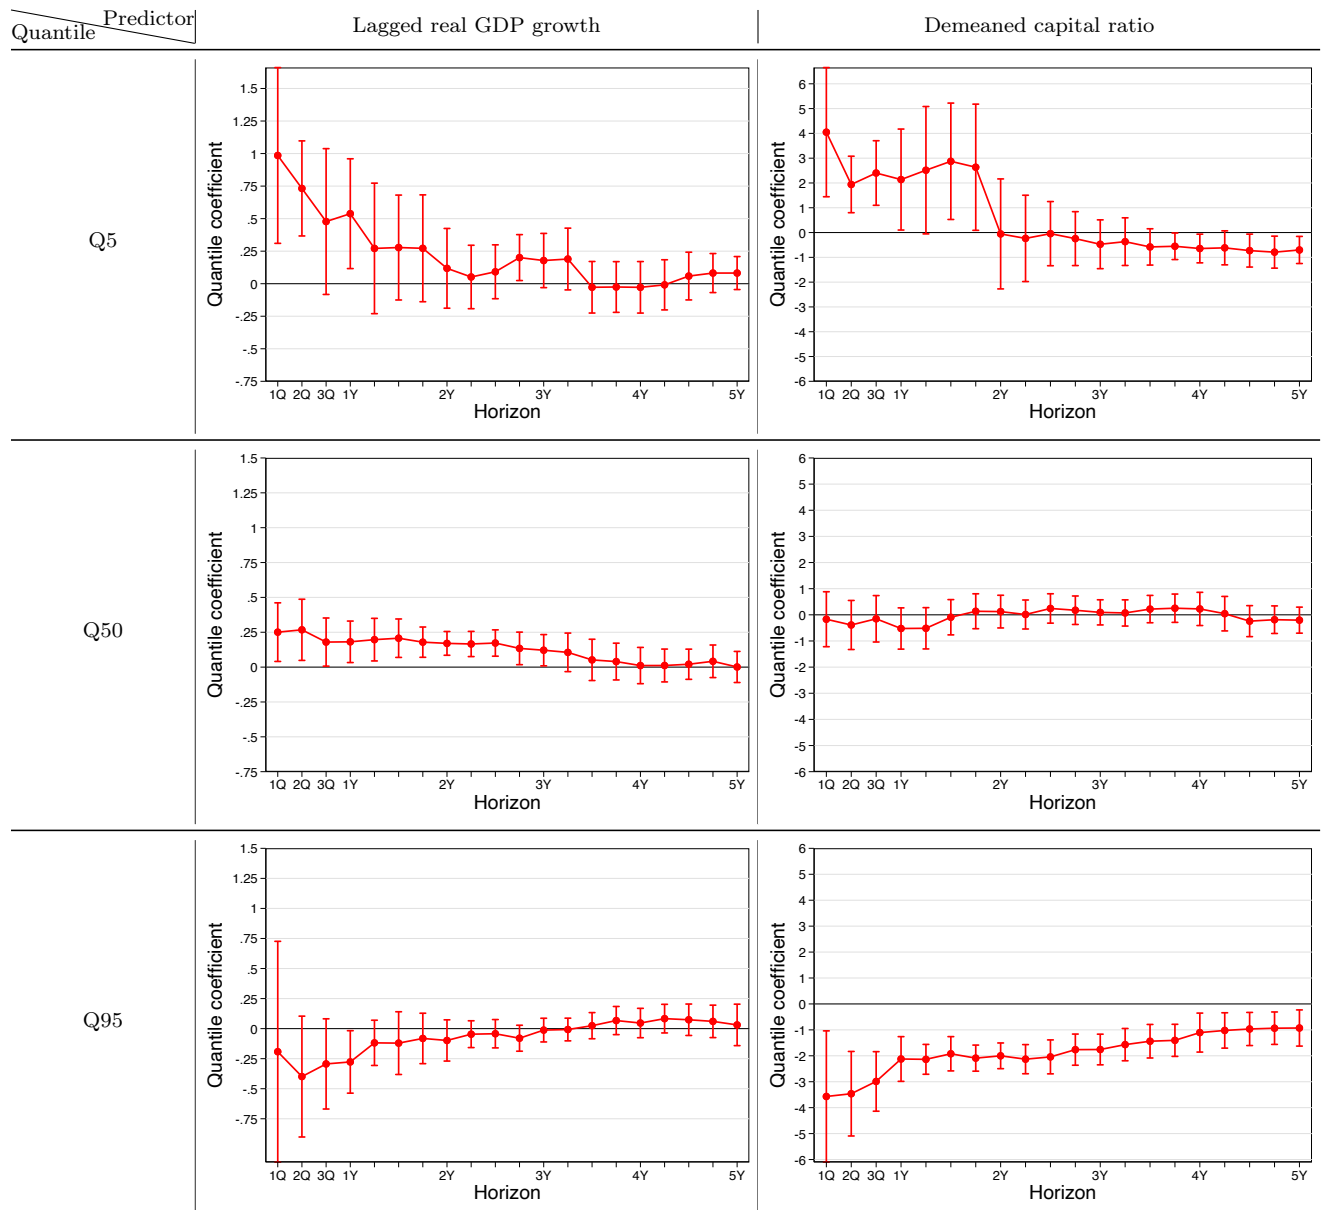 Predictor
Quantile
Lagged real GDP growth
Demeaned capital ratio
Q5
Quantile coefficient
1.5
1.25
1
.75
.5
.25
0
-.25
-.5
-.75
1Q 2Q 3Q 1Y 2Y 3Y 4Y 5Y
Horizon
Quantile coefficient
6
5
4
3
2
1
0
-1
-2
-3
-4
-5
-6
1Q 2Q 3Q 1Y 2Y 3Y 4Y 5Y
Horizon
Q50
Quantile coefficient
1.5
1.25
1
.75
.5
.25
0
-.25
-.5
-.75
1Q 2Q 3Q 1Y 2Y 3Y 4Y 5Y
Horizon
Quantile coefficient
6
5
4
3
2
1
0
-1
-2
-3
-4
-5
-6
1Q 2Q 3Q 1Y 2Y 3Y 4Y 5Y
Horizon
Q95
Quantile coefficient
1.5
1.25
1
.75
.5
.25
0
-.25
-.5
-.75
1Q 2Q 3Q 1Y 2Y 3Y 4Y 5Y
Horizon
Quantile coefficient
6
5
4
3
2
1
0
-1
-2
-3
-4
-5
-6
1Q 2Q 3Q 1Y 2Y 3Y 4Y 5Y
Horizon